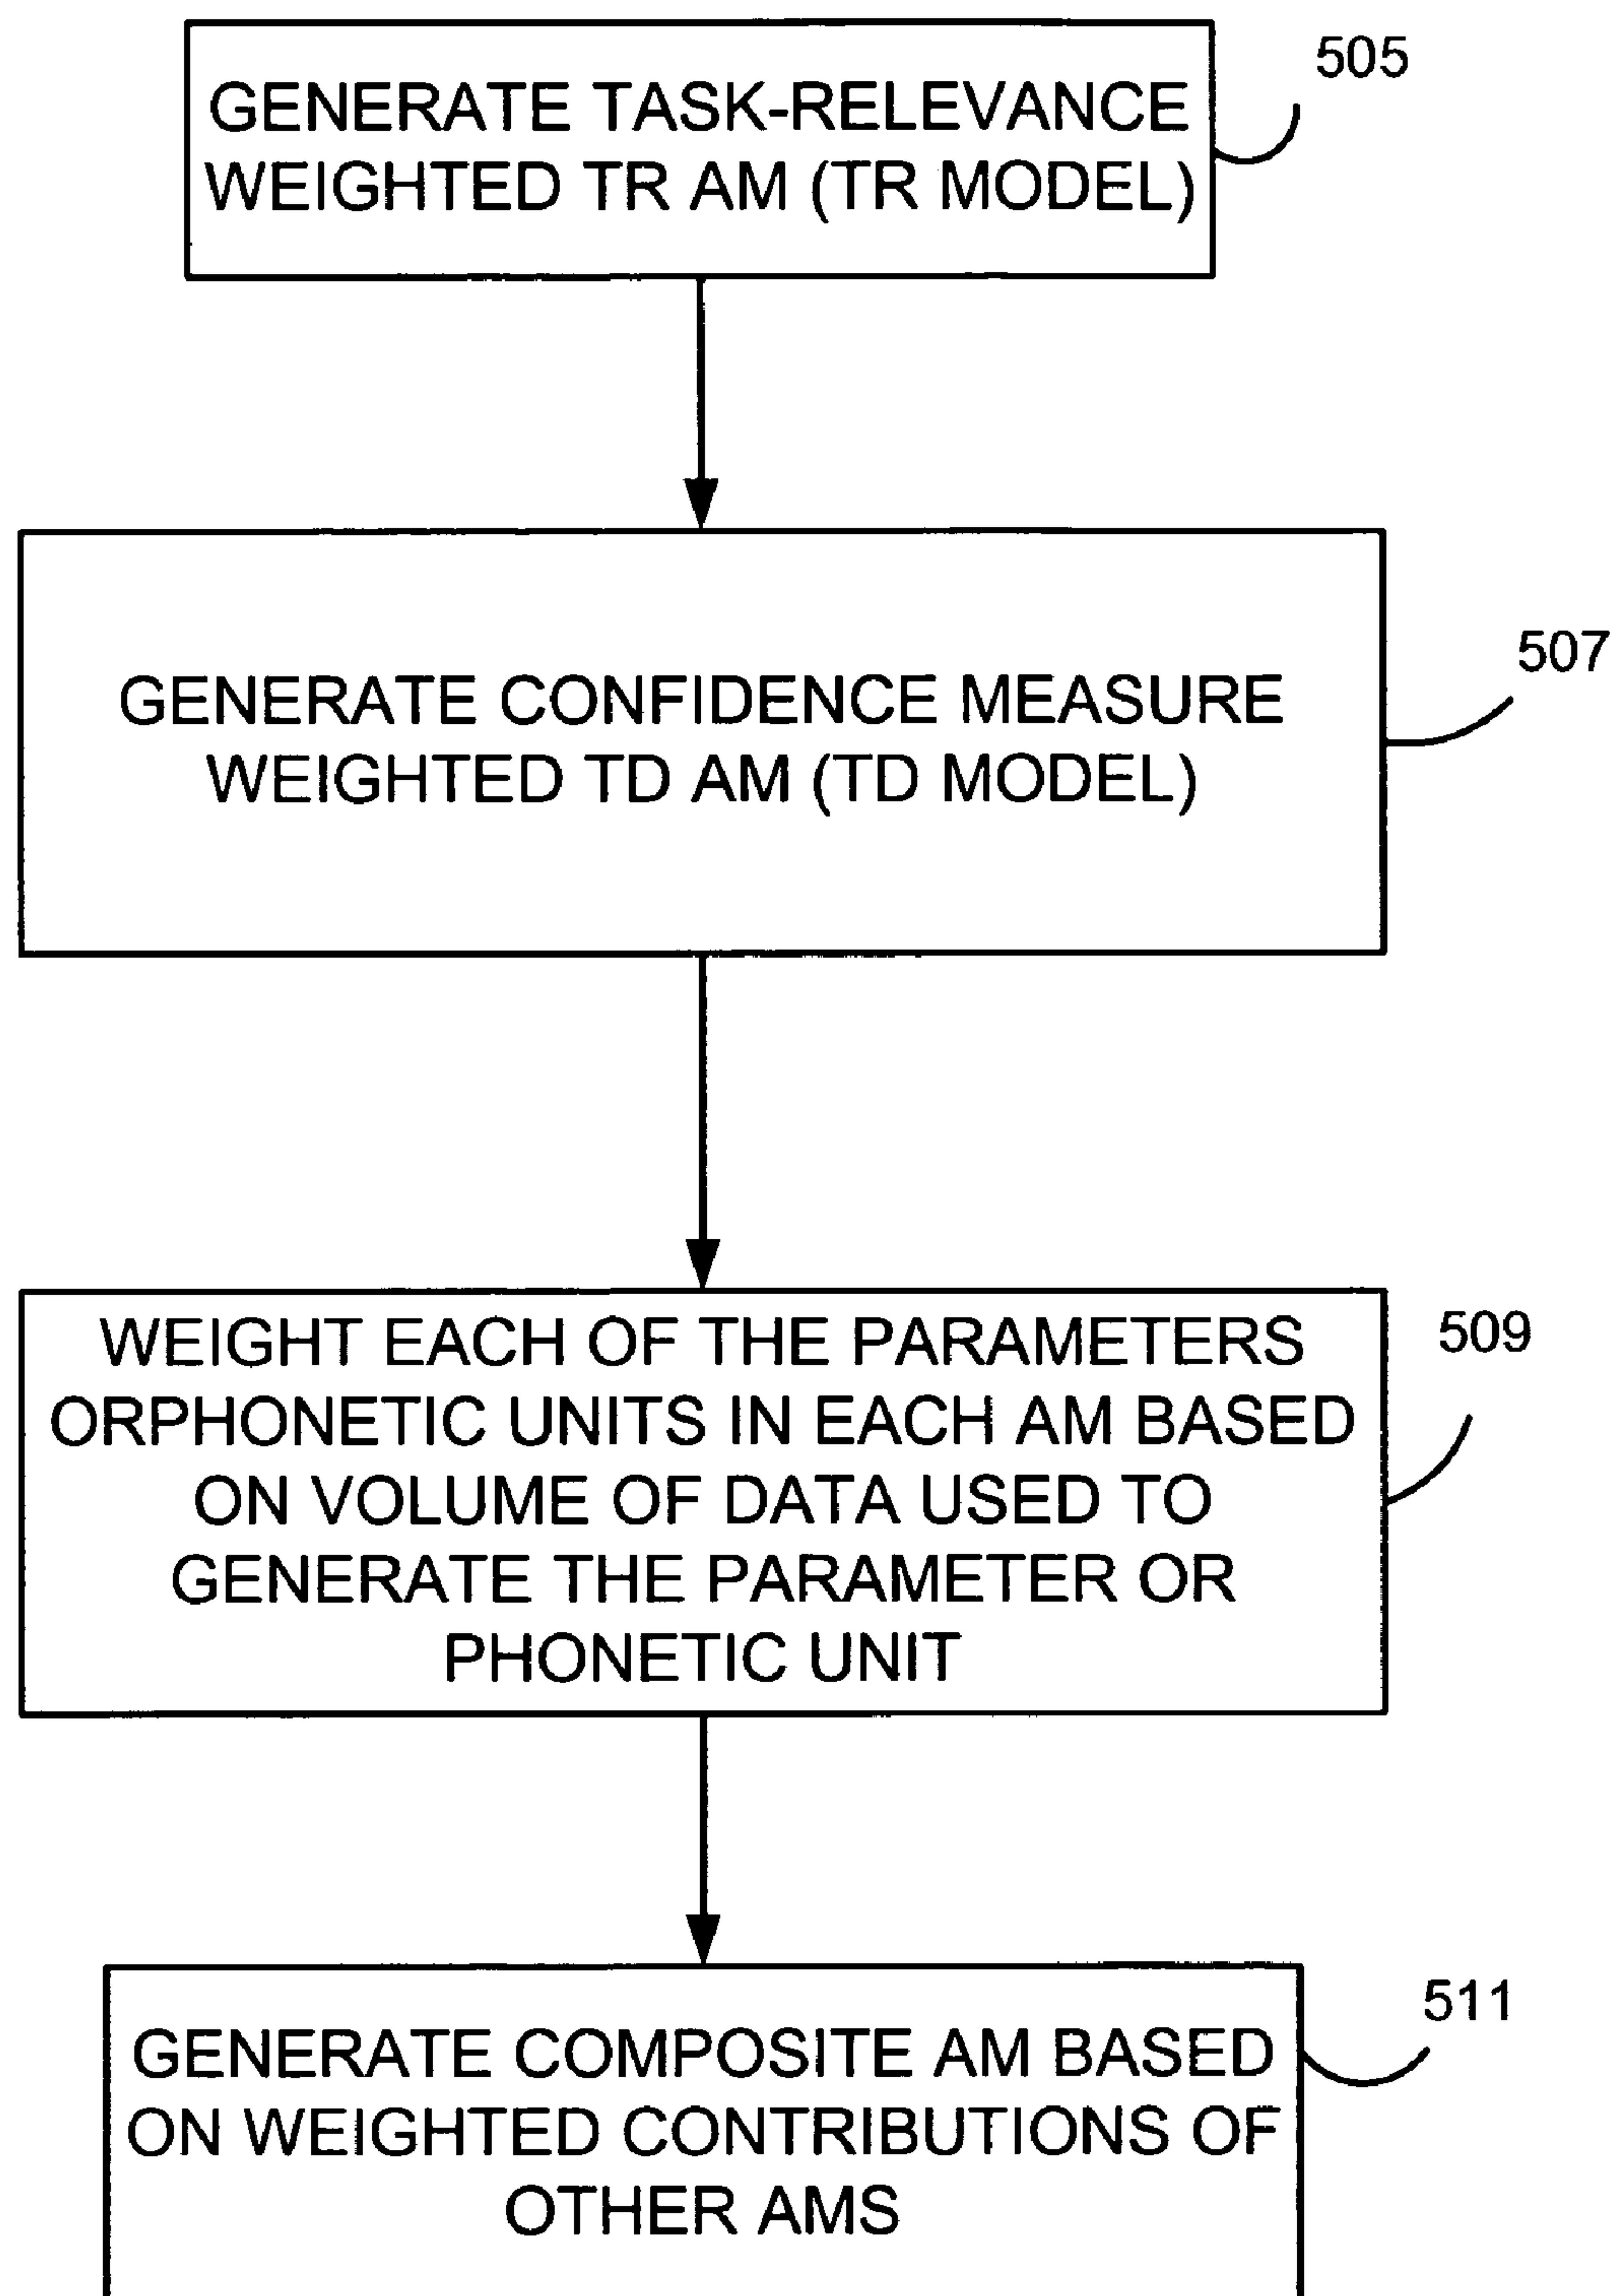 505
GENERATE TASK-RELEVANCE
WEIGHTED TR AM (TR MODEL)
507
GENERATE CONFIDENCE MEASURE
WEIGHTED TD AM (TD MODEL)
509
WEIGHT EACH OF THE PARAMETERS
ORPHONETIC UNITS IN EACH AM BASED
ON VOLUME OF DATA USED TO
GENERATE THE PARAMETER OR
PHONETIC UNIT
511
GENERATE COMPOSITE AM BASED
ON WEIGHTED CONTRIBUTIONS OF
OTHER AMS